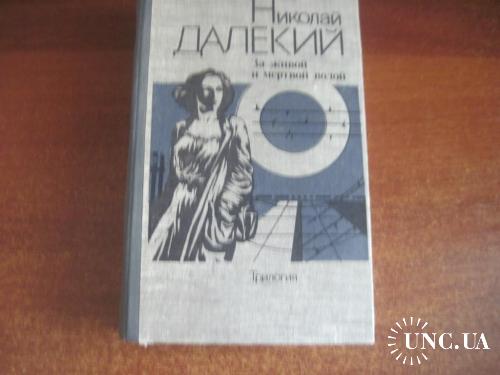 Николай
ДАЛЕКИЙ
За живой
и мертвой водой
Трилогия
UNC.UA